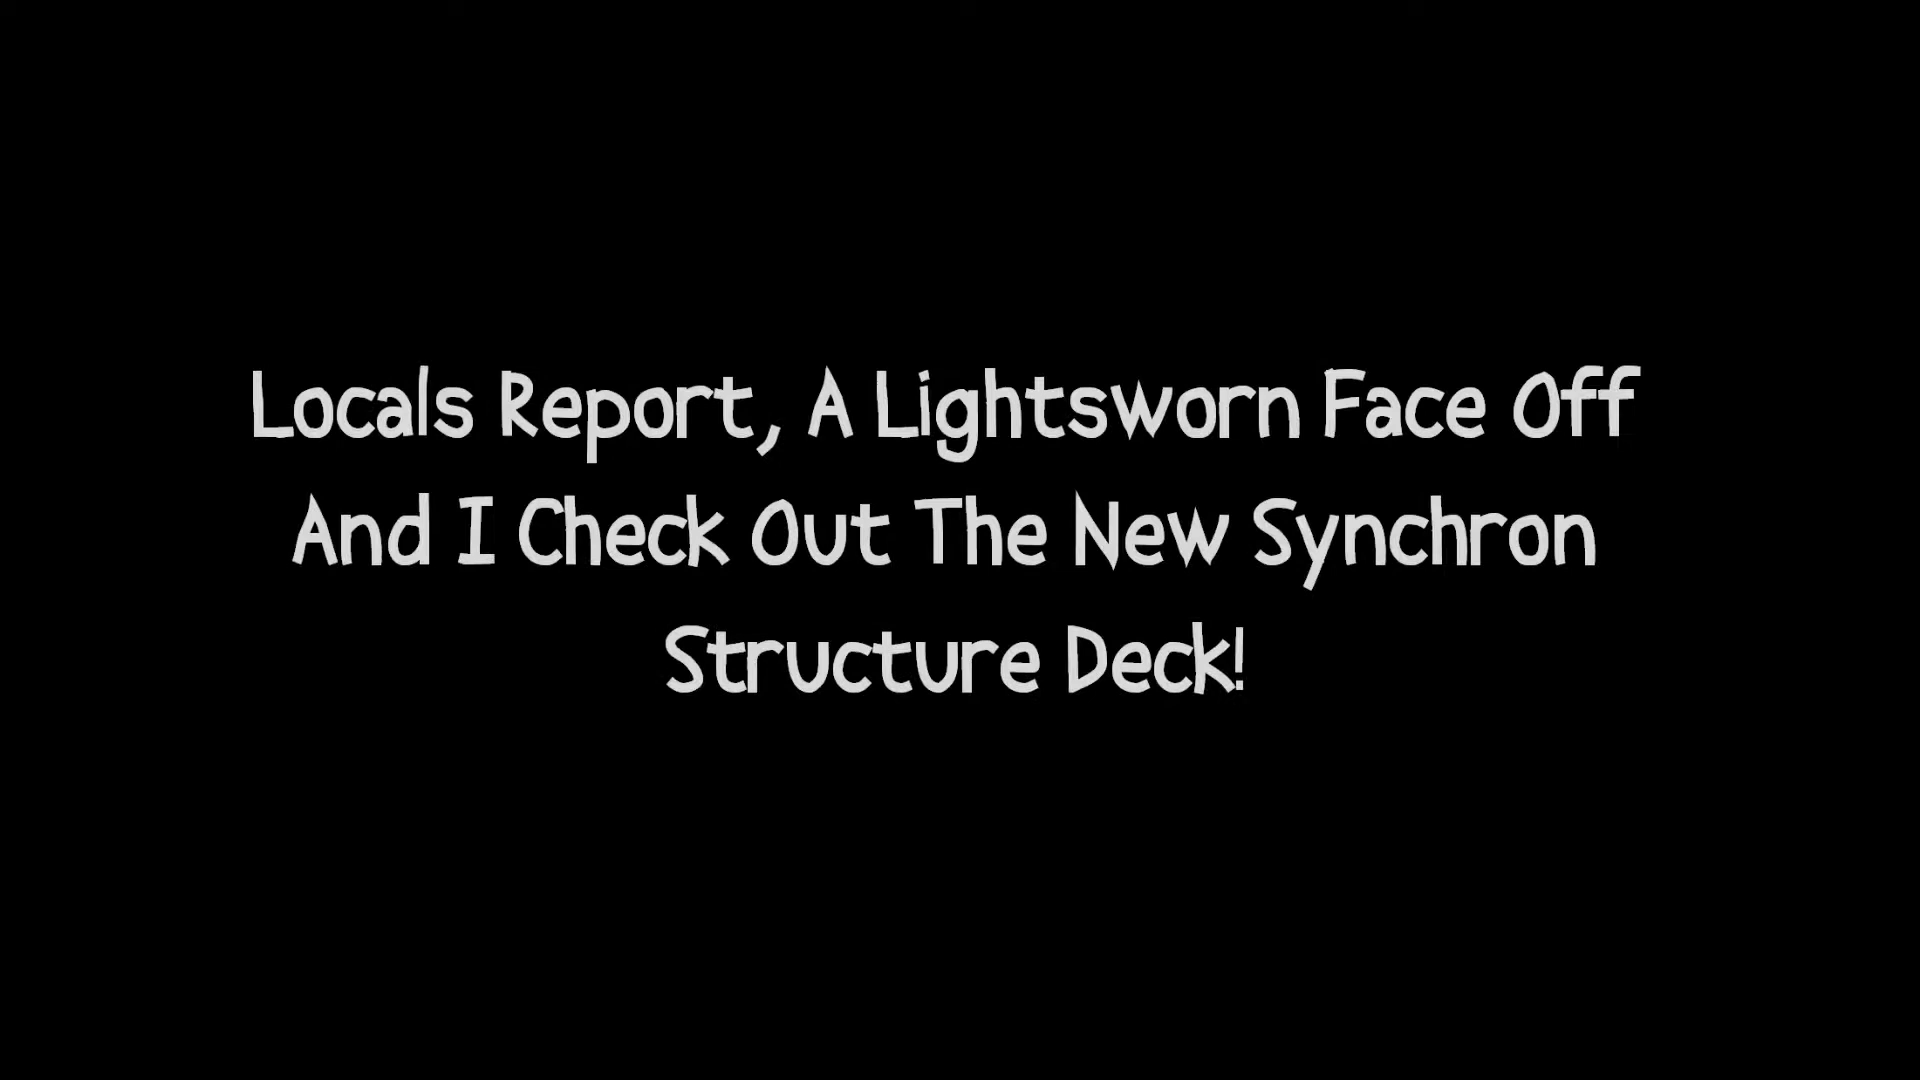 Locals Report, A Lightsworn Face Off
And I Check Out The New Synchron
Structure Deck!